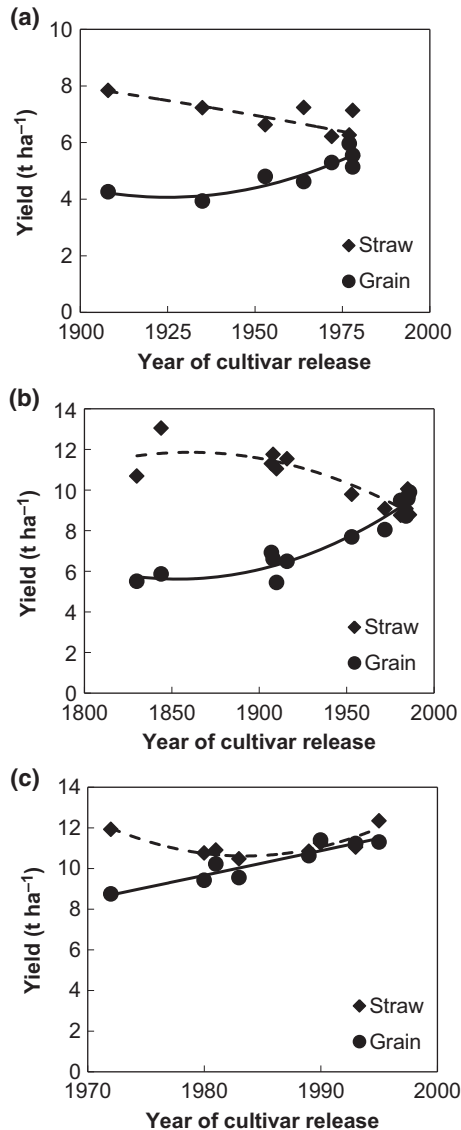 (a)
10
8
6
4
2
0
Yield (t ha⁻¹)
Straw
Grain
1900 1925 1950 1975 2000
Year of cultivar release
(b)
14
12
10
8
6
4
2
0
Yield (t ha⁻¹)
Straw
Grain
1800 1850 1900 1950 2000
Year of cultivar release
(c)
14
12
10
8
6
4
2
0
Yield (t ha⁻¹)
Straw
Grain
1970 1980 1990 2000
Year of cultivar release